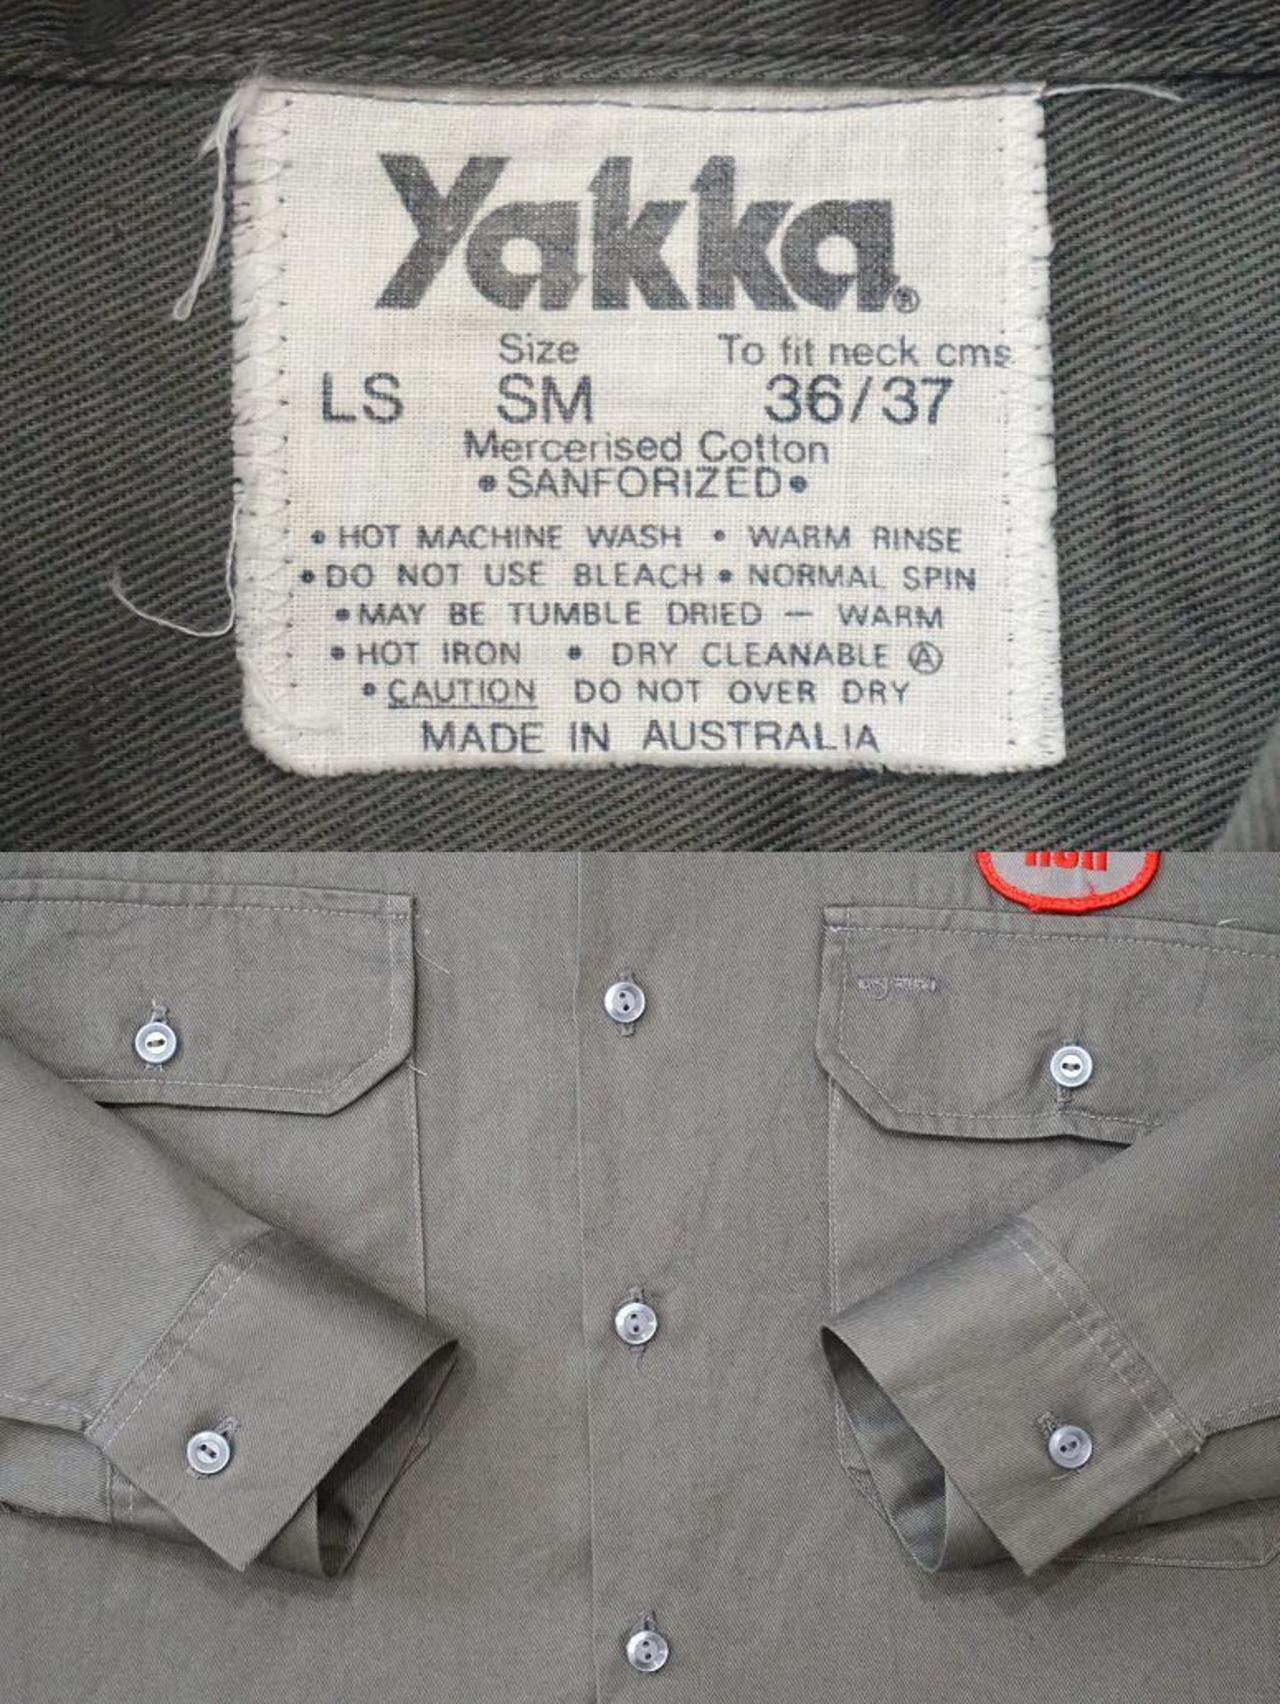 Yakka®
Size To fit neck cms
LS SM 36/37
Mercerised Cotton
• SANFORIZED •
• HOT MACHINE WASH • WARM RINSE
• DO NOT USE BLEACH • NORMAL SPIN
• MAY BE TUMBLE DRIED — WARM
• HOT IRON • DRY CLEANABLE Ⓐ
• CAUTION DO NOT OVER DRY
MADE IN AUSTRALIA